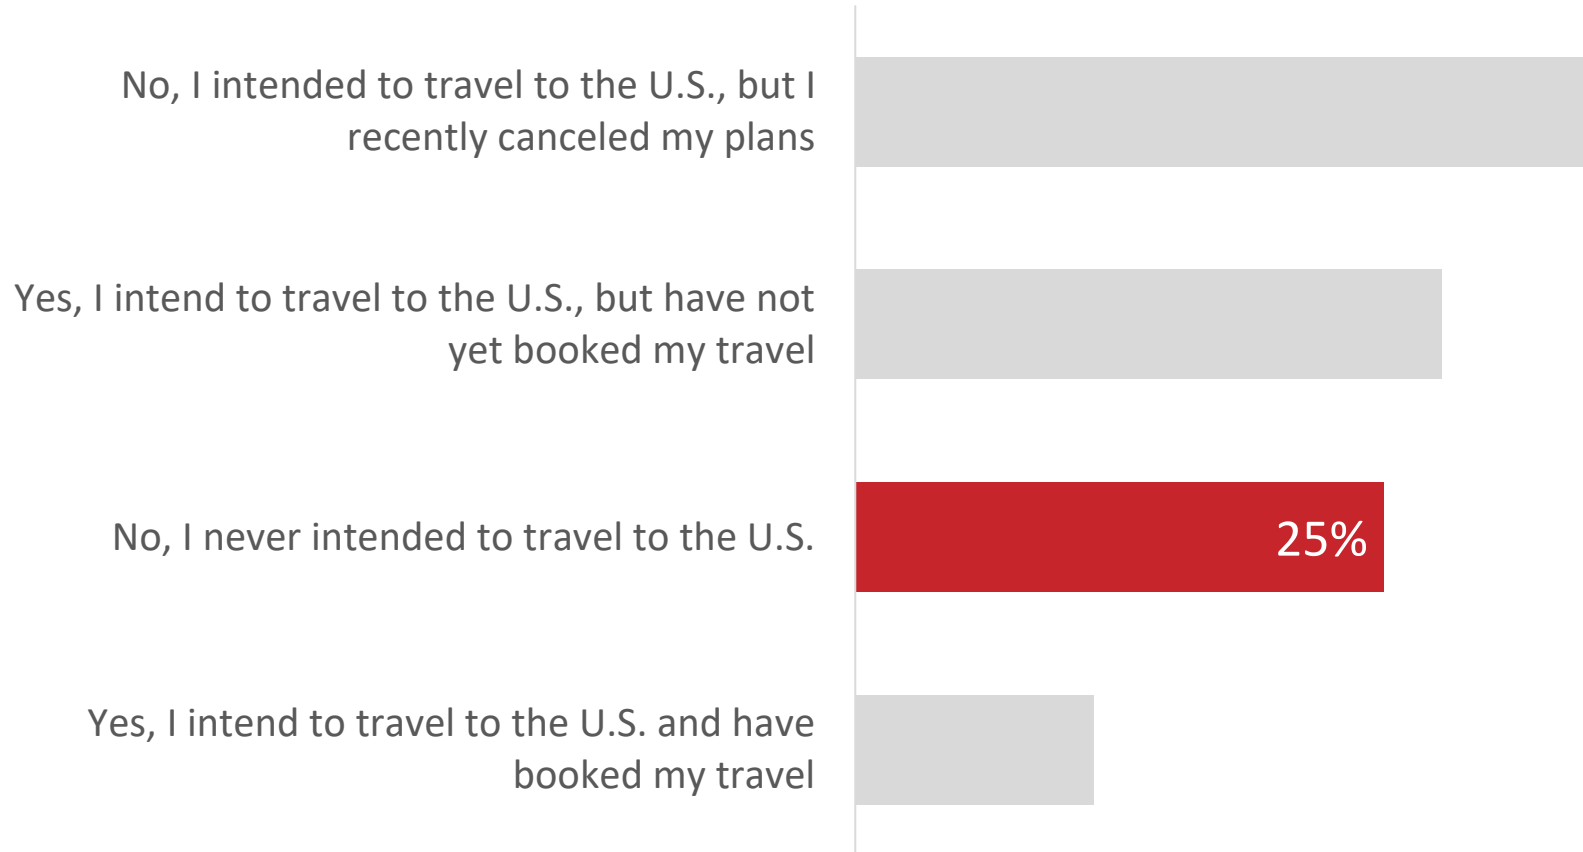 No, I intended to travel to the U.S., but I
recently canceled my plans
Yes, I intend to travel to the U.S., but have not
yet booked my travel
No, I never intended to travel to the U.S.
25%
Yes, I intend to travel to the U.S. and have
booked my travel